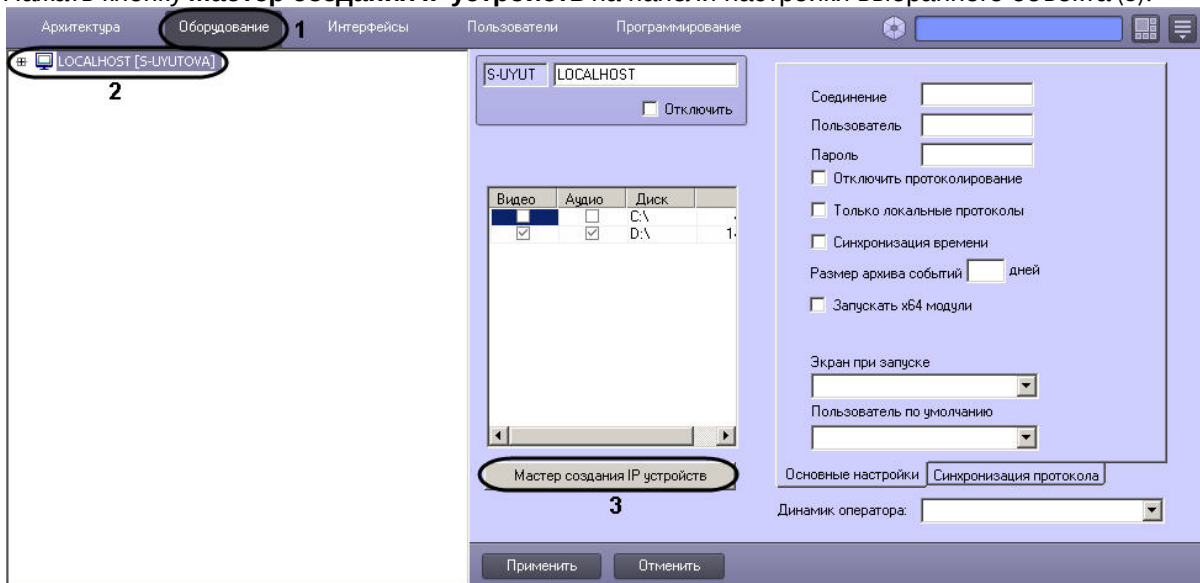 Нажать кнопку Мастер создания IP устройств на панели настройки выбранного объекта (3).
Архитектура Оборудование 1 Интерфейсы Пользователи Программирование
LOCALHOST [S-UYUTOVA]
2
S-UYUT LOCALHOST
Отключить
Видео Аудио Диск
C:\
D:\ 1
Мастер создания IP устройств
3
Соединение
Пользователь
Пароль
Отключить протоколирование
Только локальные протоколы
Синхронизация времени
Размер архива событий дней
Запускать x64 модули
Экран при запуске
Пользователь по умолчанию
Основные настройки Синхронизация протокола
Динамик оператора:
Применить Отменить